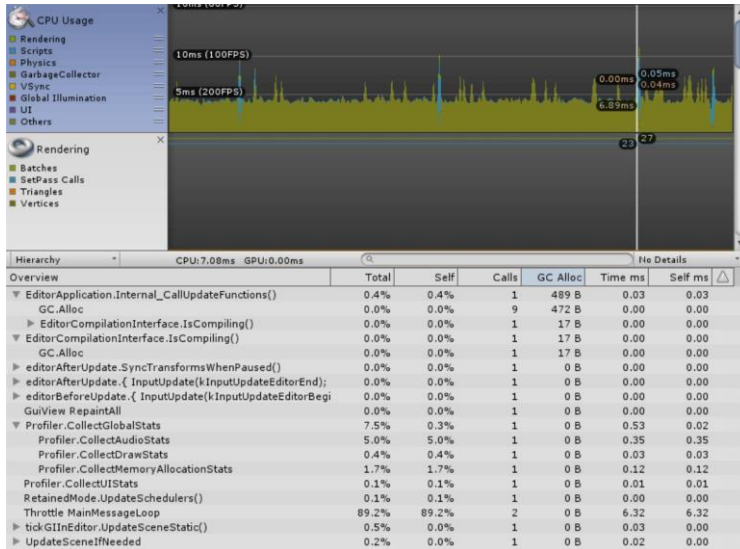 CPU Usage
Rendering
Scripts
Physics
GarbageCollector
VSync
Global Illumination
UI
Others
10ms (100FPS)
5ms (200FPS)
0.00ms
0.05ms
0.04ms
6.89ms
Rendering
Batches
SetPass Calls
Triangles
Vertices
23
27
Hierarchy CPU:7.08ms GPU:0.00ms No Details
Overview Total Self Calls GC Alloc Time ms Self ms
EditorApplication.Internal_CallUpdateFunctions() 0.4% 0.4% 1 489 B 0.03 0.03
GC.Alloc 0.0% 0.0% 9 472 B 0.00 0.00
EditorCompilationInterface.IsCompiling() 0.0% 0.0% 1 17 B 0.00 0.00
EditorCompilationInterface.IsCompiling() 0.0% 0.0% 1 17 B 0.00 0.00
GC.Alloc 0.0% 0.0% 1 17 B 0.00 0.00
editorAfterUpdate.SyncTransformsWhenPaused() 0.0% 0.0% 1 0 B 0.00 0.00
editorAfterUpdate.{ InputUpdate(kInputUpdateEditorEnd); 0.0% 0.0% 1 0 B 0.00 0.00
editorBeforeUpdate.{ InputUpdate(kInputUpdateEditorBegi 0.0% 0.0% 1 0 B 0.00 0.00
GuiView RepaintAll 0.0% 0.0% 1 0 B 0.00 0.00
Profiler.CollectGlobalStats 7.5% 0.3% 1 0 B 0.53 0.02
Profiler.CollectAudioStats 5.0% 5.0% 1 0 B 0.35 0.35
Profiler.CollectDrawStats 0.4% 0.4% 1 0 B 0.03 0.03
Profiler.CollectMemoryAllocationStats 1.7% 1.7% 1 0 B 0.12 0.12
Profiler.CollectUIStats 0.1% 0.1% 1 0 B 0.01 0.01
RetainedMode.UpdateSchedulers() 0.1% 0.1% 1 0 B 0.00 0.00
Throttle MainMessageLoop 89.2% 89.2% 2 0 B 6.32 6.32
tickGIInEditor.UpdateSceneStatic() 0.5% 0.0% 1 0 B 0.03 0.00
UpdateSceneIfNeeded 0.2% 0.0% 1 0 B 0.02 0.00